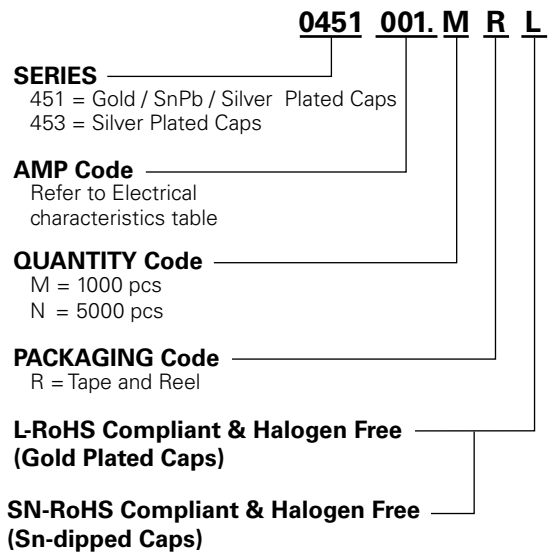 0451 001. M R L
SERIES
451 = Gold / SnPb / Silver Plated Caps
453 = Silver Plated Caps
AMP Code
Refer to Electrical
characteristics table
QUANTITY Code
M = 1000 pcs
N = 5000 pcs
PACKAGING Code
R = Tape and Reel
L-RoHS Compliant & Halogen Free
(Gold Plated Caps)
SN-RoHS Compliant & Halogen Free
(Sn-dipped Caps)